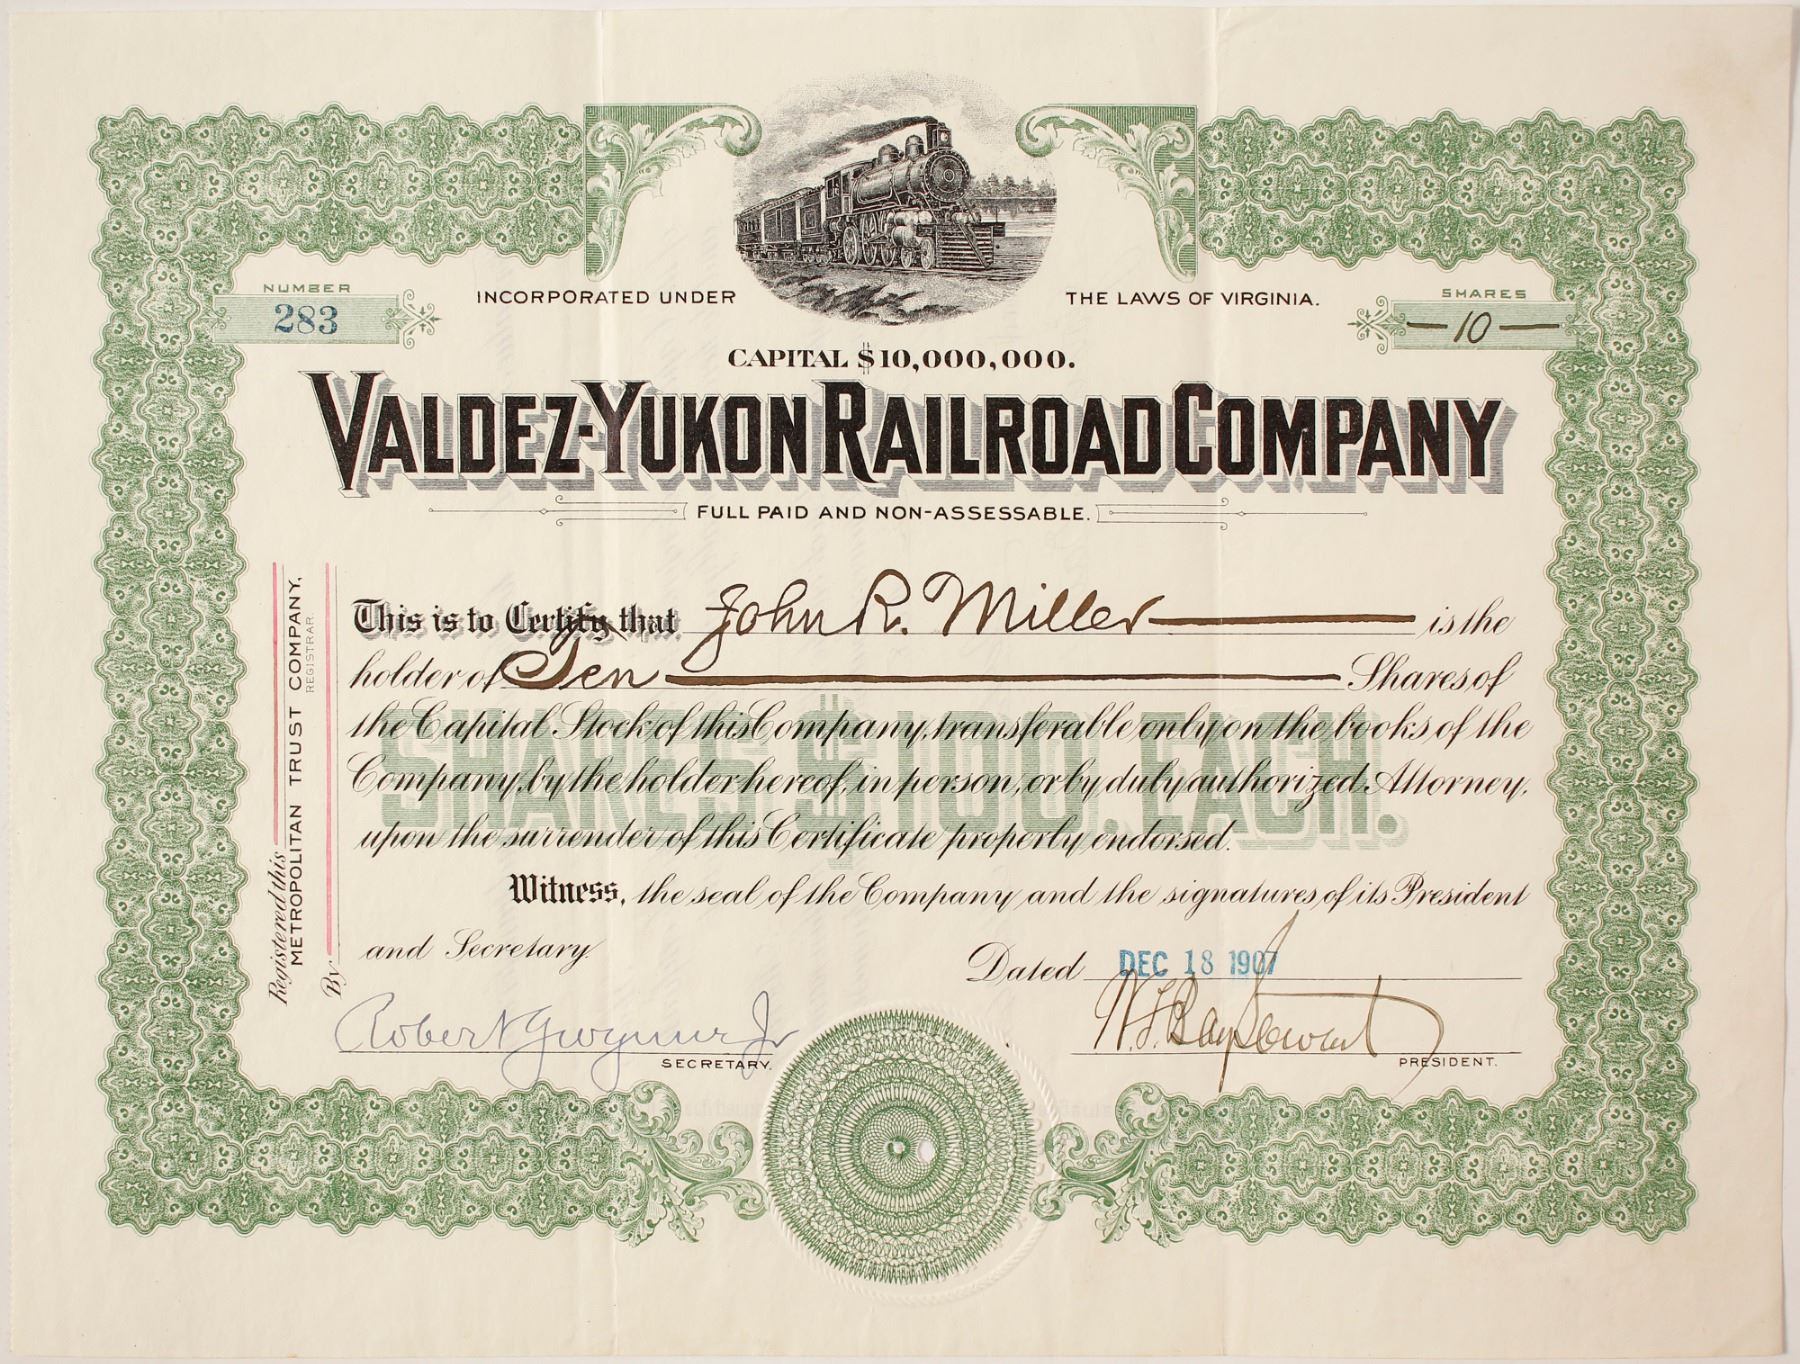 NUMBER
283
INCORPORATED UNDER THE LAWS OF VIRGINIA.
SHARES
—10—
CAPITAL $10,000,000.
VALDEZ-YUKON RAILROAD COMPANY
FULL PAID AND NON-ASSESSABLE.
This is to Certify that John R. Miller is the
holder of Ten Shares of
the Capital Stock of this Company, transferable only on the books of the
Company, by the holder hereof, in person, or by duly authorized Attorney,
upon the surrender of this Certificate properly endorsed.
SHARES $100. EACH.
Witness, the seal of the Company and the signatures of its President
and Secretary.
Dated DEC 18 1907
Robert Gwynne Jr
SECRETARY.
PRESIDENT.
Registered this
METROPOLITAN TRUST COMPANY,
REGISTRAR.
By